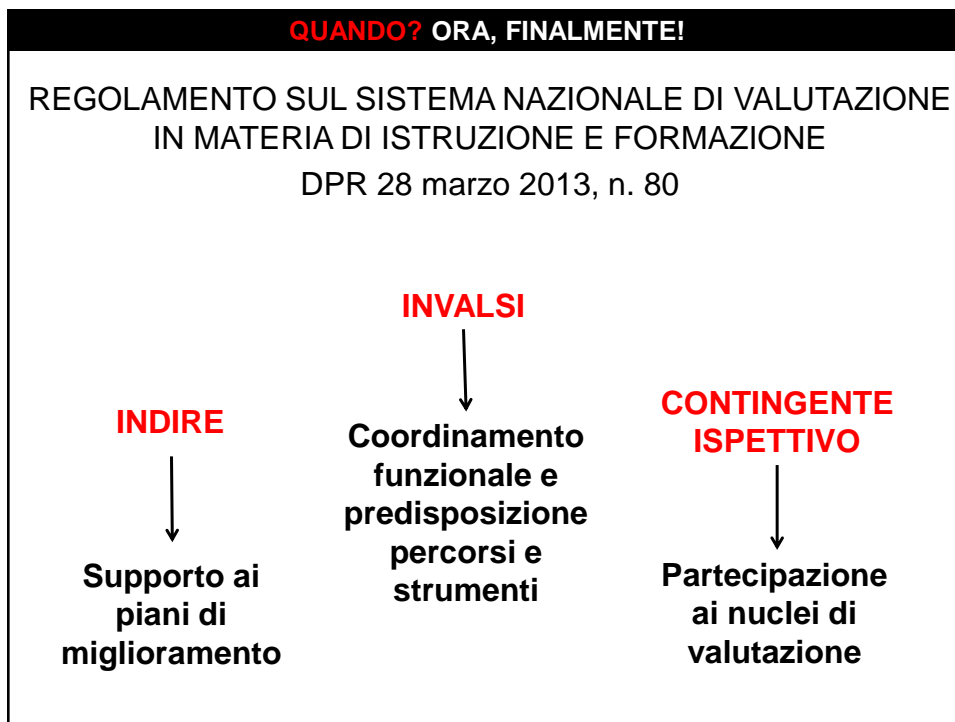 QUANDO? ORA, FINALMENTE!
REGOLAMENTO SUL SISTEMA NAZIONALE DI VALUTAZIONE
IN MATERIA DI ISTRUZIONE E FORMAZIONE
DPR 28 marzo 2013, n. 80
INDIRE
Supporto ai
piani di
miglioramento
INVALSI
Coordinamento
funzionale e
predisposizione
percorsi e
strumenti
CONTINGENTE
ISPETTIVO
Partecipazione
ai nuclei di
valutazione